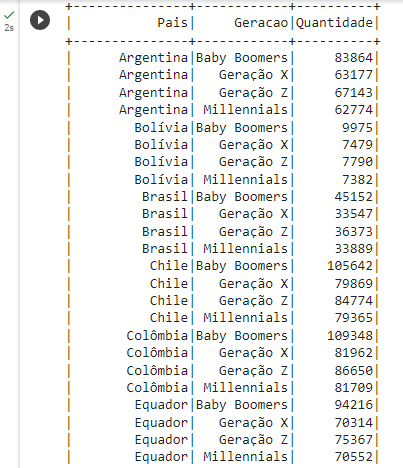 2s
+---------------+------------+----------+
|           Pais|     Geracao|Quantidade|
+---------------+------------+----------+
|      Argentina|Baby Boomers|     83864|
|      Argentina|   Geração X|     63177|
|      Argentina|   Geração Z|     67143|
|      Argentina| Millennials|     62774|
|        Bolívia|Baby Boomers|      9975|
|        Bolívia|   Geração X|      7479|
|        Bolívia|   Geração Z|      7790|
|        Bolívia| Millennials|      7382|
|         Brasil|Baby Boomers|     45152|
|         Brasil|   Geração X|     33547|
|         Brasil|   Geração Z|     36373|
|         Brasil| Millennials|     33889|
|          Chile|Baby Boomers|    105642|
|          Chile|   Geração X|     79869|
|          Chile|   Geração Z|     84774|
|          Chile| Millennials|     79365|
|       Colômbia|Baby Boomers|    109348|
|       Colômbia|   Geração X|     81962|
|       Colômbia|   Geração Z|     86650|
|       Colômbia| Millennials|     81709|
|        Equador|Baby Boomers|     94216|
|        Equador|   Geração X|     70314|
|        Equador|   Geração Z|     75367|
|        Equador| Millennials|     70552|